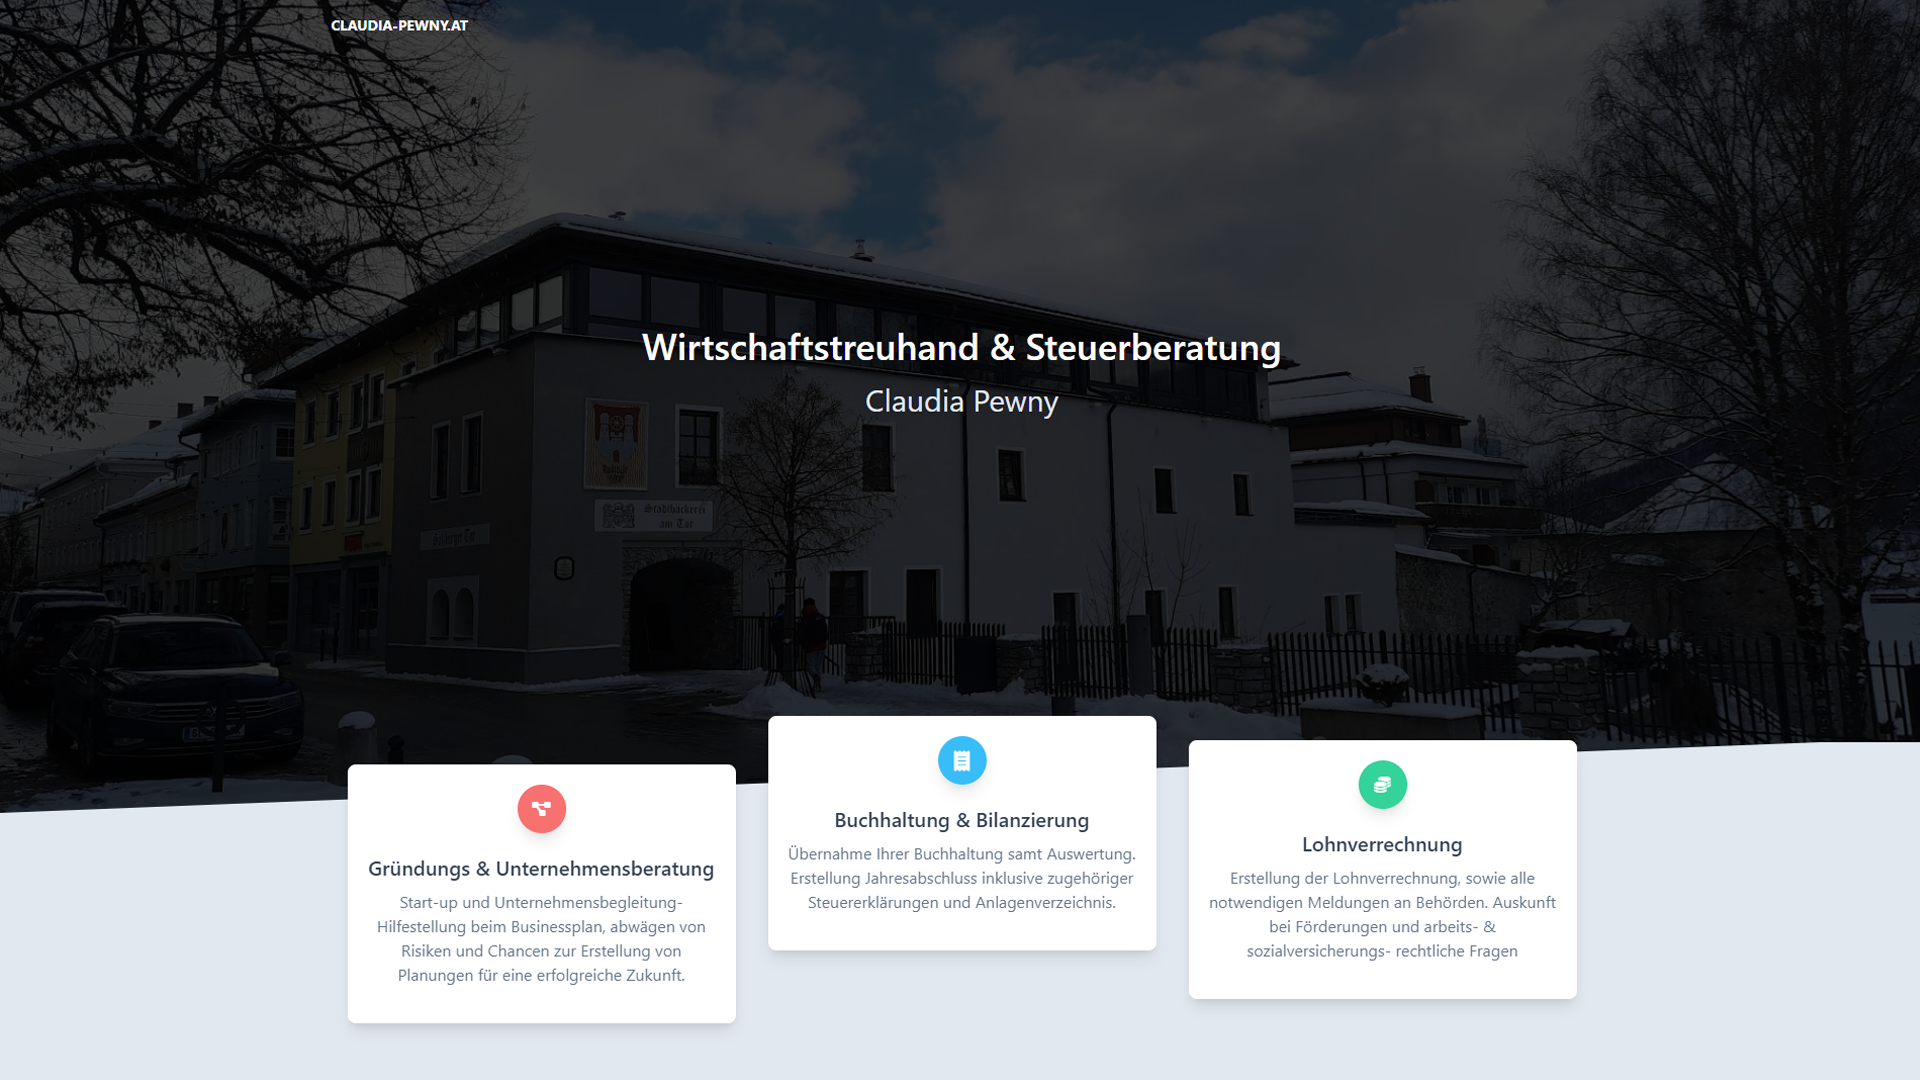 CLAUDIA-PEWNY.AT
Wirtschaftstreuhand & Steuerberatung
Claudia Pewny
Stadtbäckerei
am Tor
Gründungs & Unternehmensberatung
Start-up und Unternehmensbegleitung-
Hilfestellung beim Businessplan, abwägen von
Risiken und Chancen zur Erstellung von
Planungen für eine erfolgreiche Zukunft.
Buchhaltung & Bilanzierung
Übernahme Ihrer Buchhaltung samt Auswertung.
Erstellung Jahresabschluss inklusive zugehöriger
Steuererklärungen und Anlagenverzeichnis.
Lohnverrechnung
Erstellung der Lohnverrechnung, sowie alle
notwendigen Meldungen an Behörden. Auskunft
bei Förderungen und arbeits- &
sozialversicherungs- rechtliche Fragen